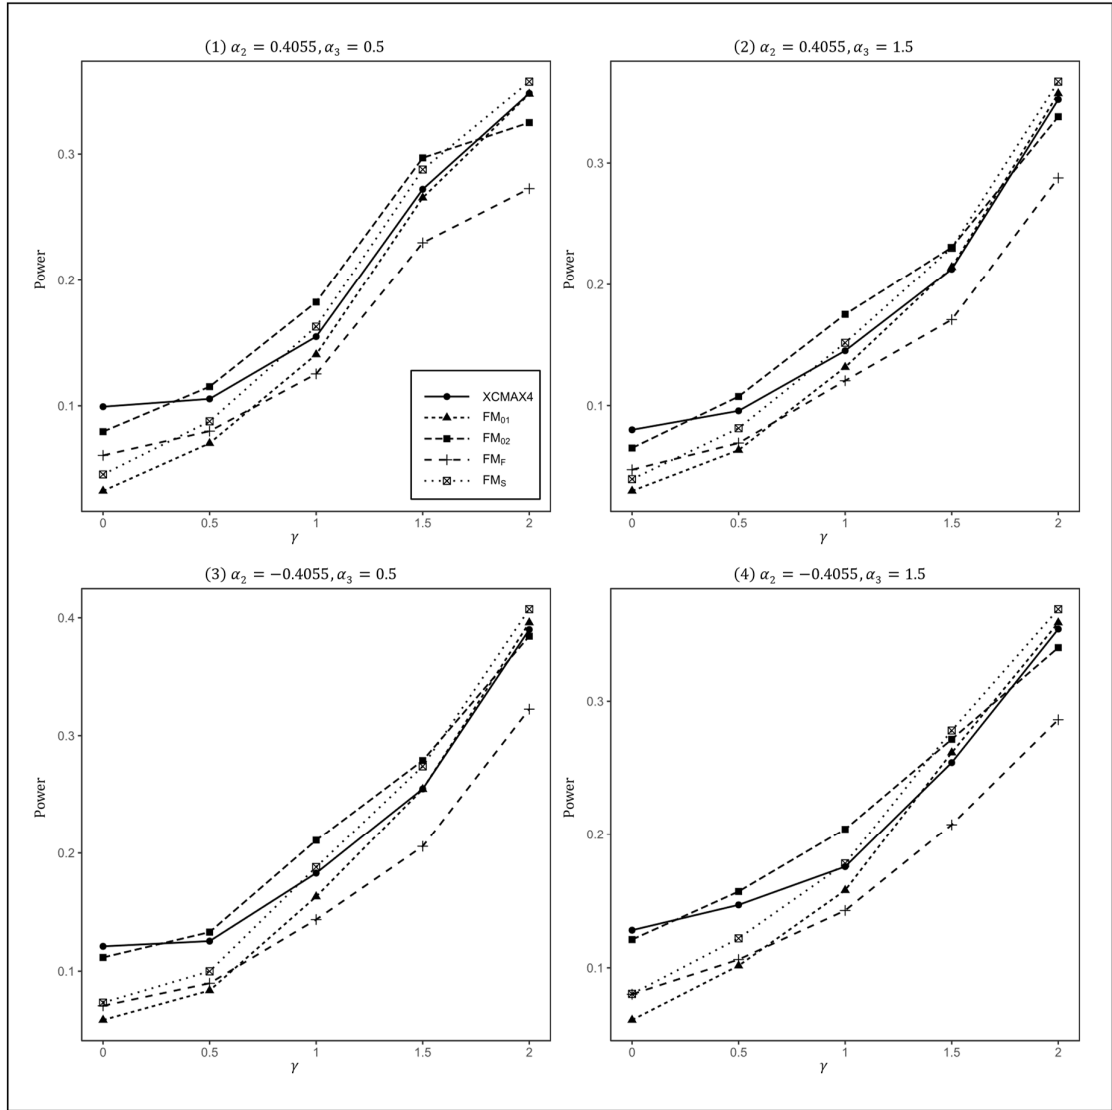 (1) α₂ = 0.4055, α₃ = 0.5
Power
0.3
0.2
0.1
XCMAX4
FM₀₁
FM₀₂
FM_F
FM_S
0 0.5 1 1.5 2
γ
(2) α₂ = 0.4055, α₃ = 1.5
Power
0.3
0.2
0.1
0 0.5 1 1.5 2
γ
(3) α₂ = −0.4055, α₃ = 0.5
Power
0.4
0.3
0.2
0.1
0 0.5 1 1.5 2
γ
(4) α₂ = −0.4055, α₃ = 1.5
Power
0.3
0.2
0.1
0 0.5 1 1.5 2
γ